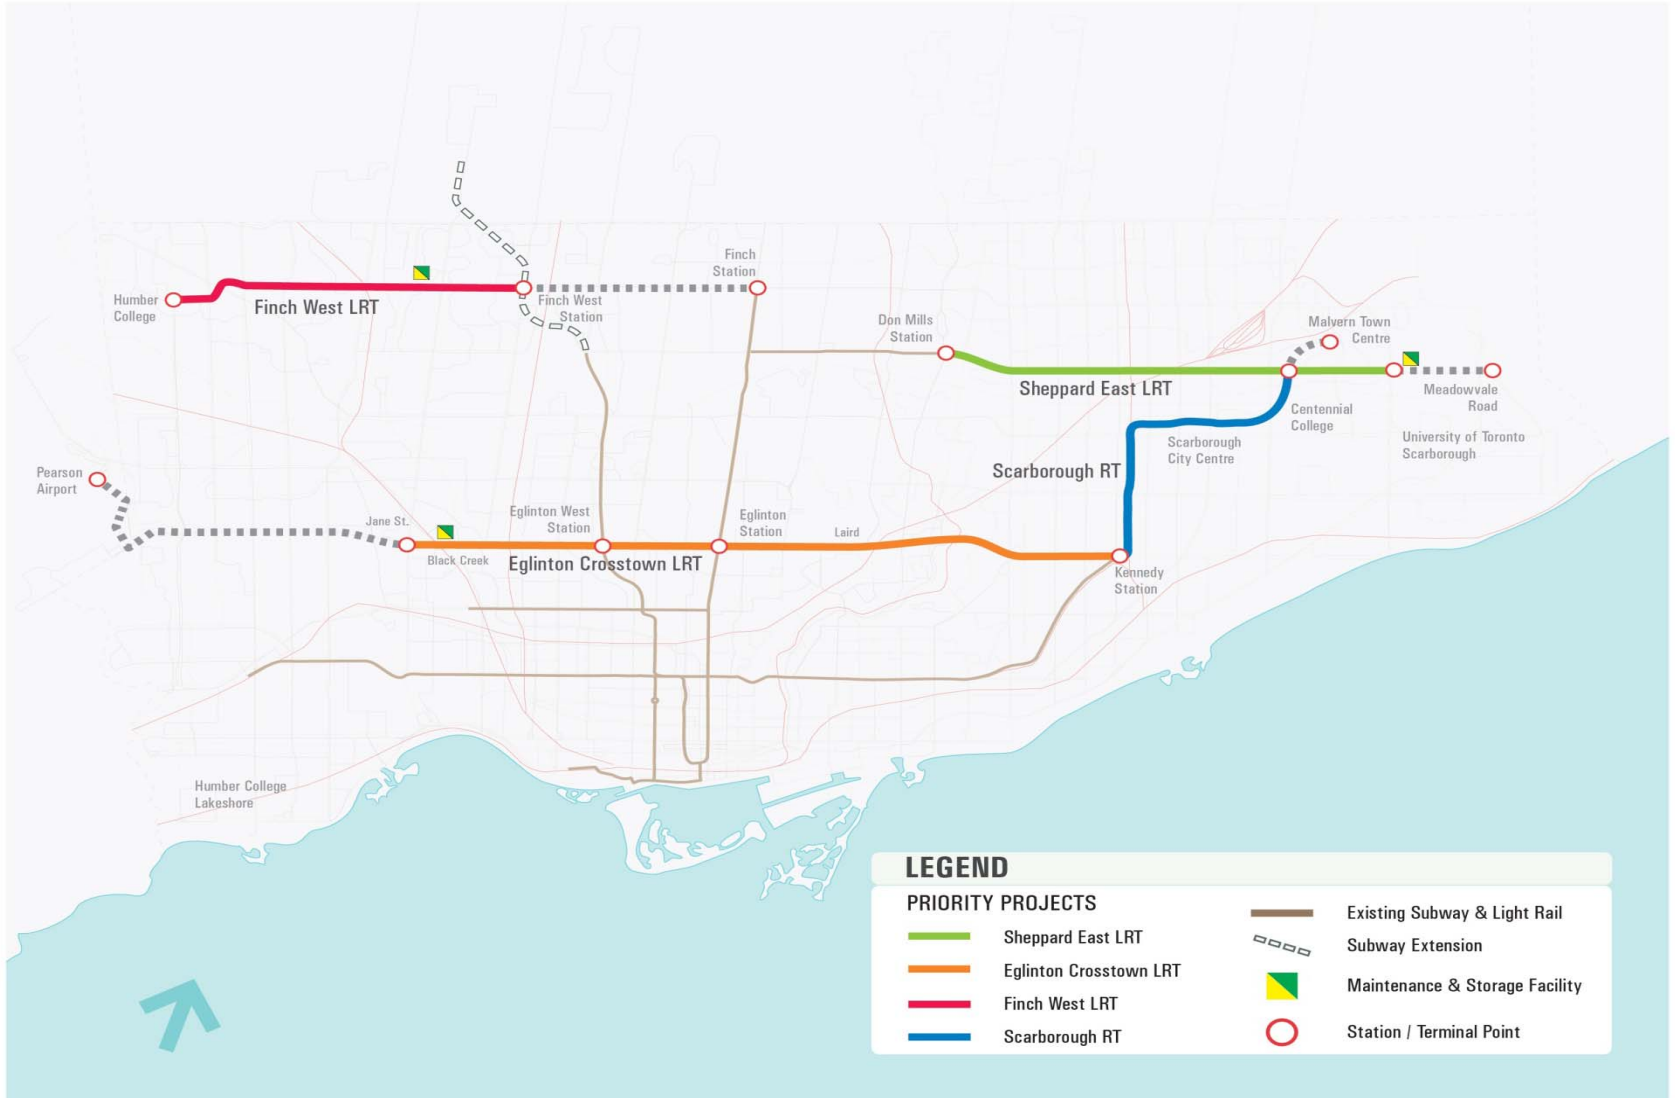 Finch
Station
Humber
College
Finch West LRT
Finch West
Station
Don Mills
Station
Malvern Town
Centre
Sheppard East LRT
Meadowvale
Road
Centennial
College
University of Toronto
Scarborough
Scarborough
City Centre
Scarborough RT
Pearson
Airport
Jane St.
Black Creek
Eglinton West
Station
Eglinton
Station
Laird
Eglinton Crosstown LRT
Kennedy
Station
Humber College
Lakeshore
LEGEND
PRIORITY PROJECTS
Sheppard East LRT
Eglinton Crosstown LRT
Finch West LRT
Scarborough RT
Existing Subway & Light Rail
Subway Extension
Maintenance & Storage Facility
Station / Terminal Point